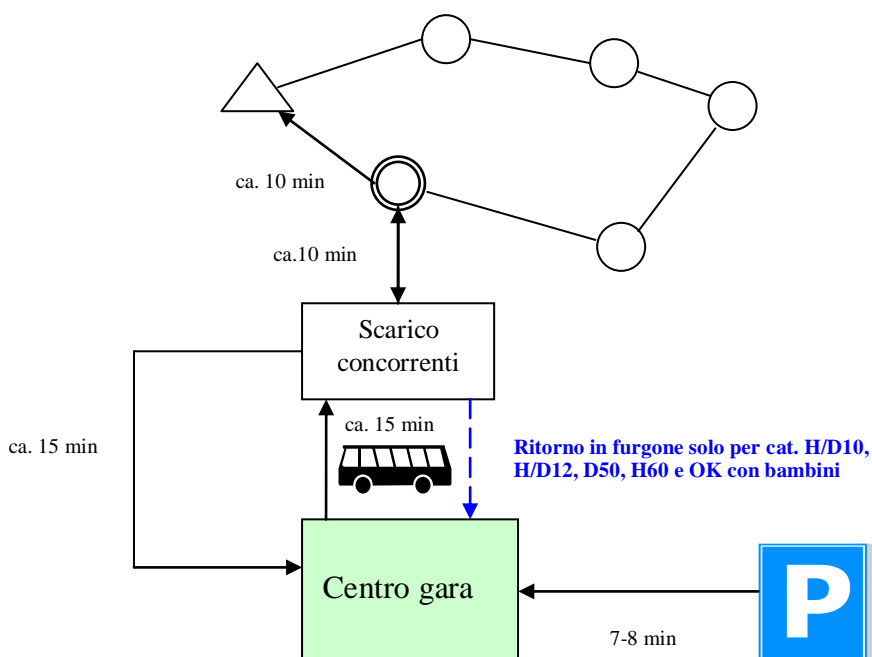 ca. 10 min
ca.10 min
Scarico
concorrenti
ca. 15 min
ca. 15 min
Ritorno in furgone solo per cat. H/D10,
H/D12, D50, H60 e OK con bambini
Centro gara
P
7-8 min